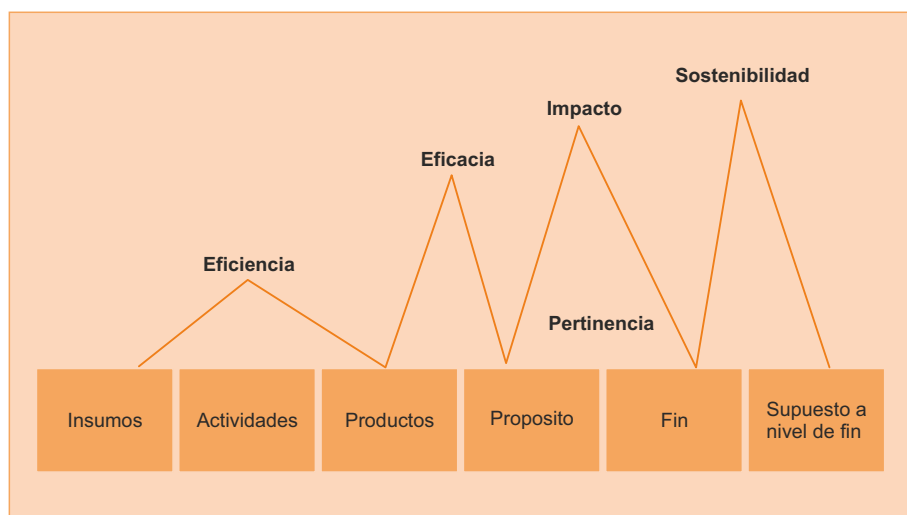 Sostenibilidad
Impacto
Eficacia
Eficiencia
Pertinencia
Insumos
Actividades
Productos
Proposito
Fin
Supuesto a
nivel de fin